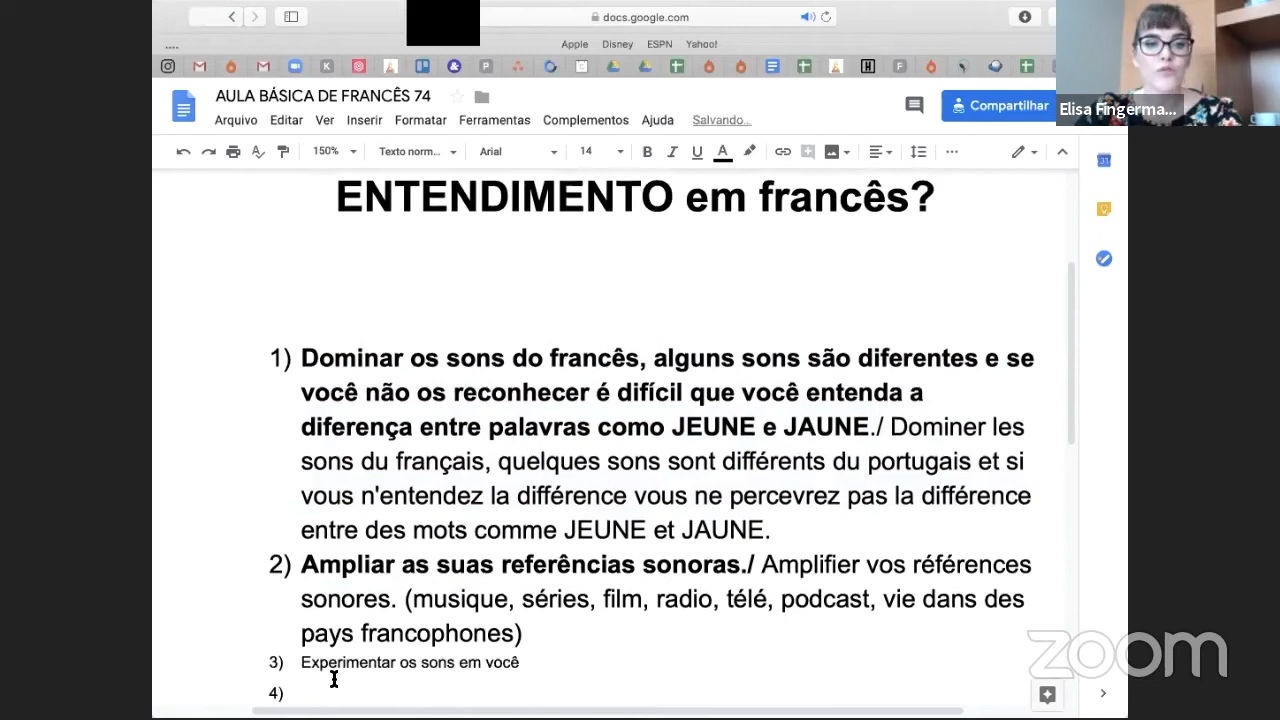 docs.google.com
Apple Disney ESPN Yahoo!
AULA BÁSICA DE FRANCÊS 74
Compartilhar
Elisa Fingerma...
Arquivo Editar Ver Inserir Formatar Ferramentas Complementos Ajuda Salvando...
150% Texto norm... Arial 14 B I U A
ENTENDIMENTO em francês?
1) Dominar os sons do francês, alguns sons são diferentes e se
você não os reconhecer é difícil que você entenda a
diferença entre palavras como JEUNE e JAUNE./ Dominer les
sons du français, quelques sons sont différents du portugais et si
vous n'entendez la différence vous ne percevrez pas la différence
entre des mots comme JEUNE et JAUNE.
2) Ampliar as suas referências sonoras./ Amplifier vos références
sonores. (musique, séries, film, radio, télé, podcast, vie dans des
pays francophones)
3) Experimentar os sons em você
4)
zoom